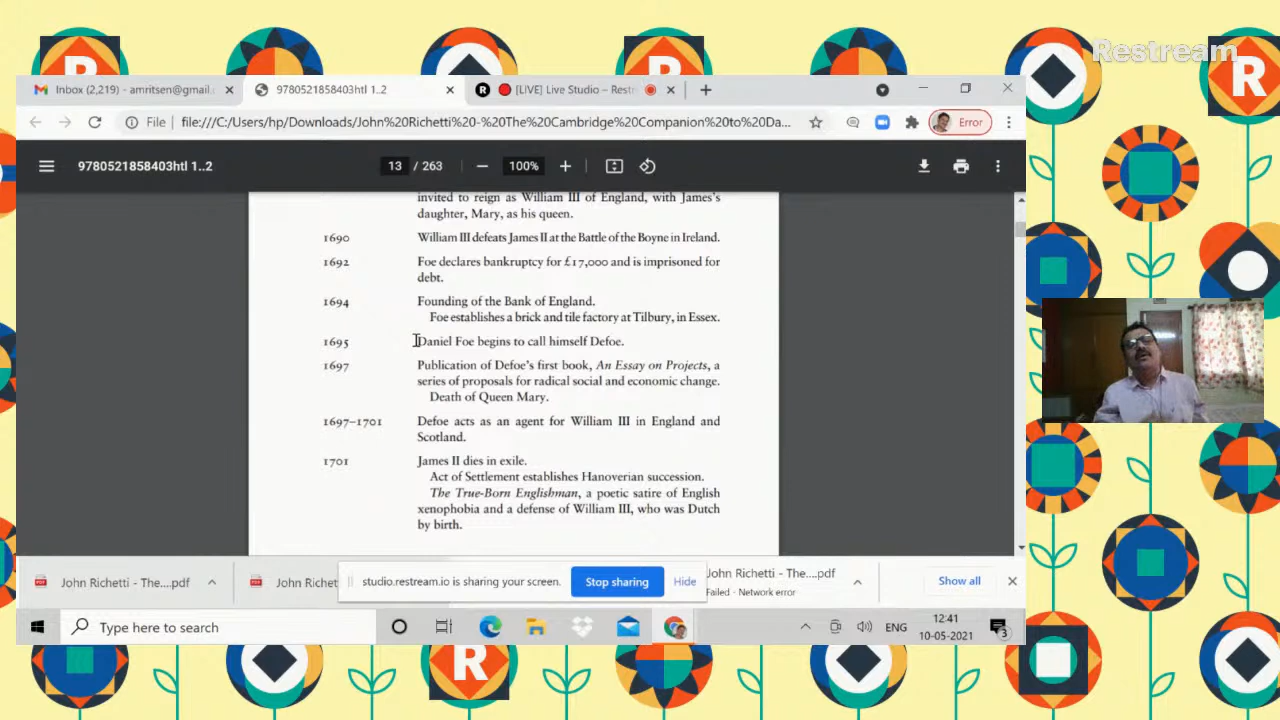 Restream
Inbox (2,219) - amritsen@gmail.
9780521858403htl 1..2
[LIVE] Live Studio – Restr
File
file:///C:/Users/hp/Downloads/John%20Richetti%20-%20The%20Cambridge%20Companion%20to%20Da...
Error
9780521858403htl 1..2
13 / 263
100%
invited to reign as William III of England, with James's
daughter, Mary, as his queen.
1690 William III defeats James II at the Battle of the Boyne in Ireland.
1692 Foe declares bankruptcy for £17,000 and is imprisoned for
debt.
1694 Founding of the Bank of England.
Foe establishes a brick and tile factory at Tilbury, in Essex.
1695 Daniel Foe begins to call himself Defoe.
1697 Publication of Defoe's first book, An Essay on Projects, a
series of proposals for radical social and economic change.
Death of Queen Mary.
1697–1701 Defoe acts as an agent for William III in England and
Scotland.
1701 James II dies in exile.
Act of Settlement establishes Hanoverian succession.
The True-Born Englishman, a poetic satire of English
xenophobia and a defense of William III, who was Dutch
by birth.
John Richetti - The....pdf
John Richet
studio.restream.io is sharing your screen.
Stop sharing
Hide
John Richetti - The....pdf
Failed - Network error
Show all
Type here to search
ENG
12:41
10-05-2021
3
R
R
R
R